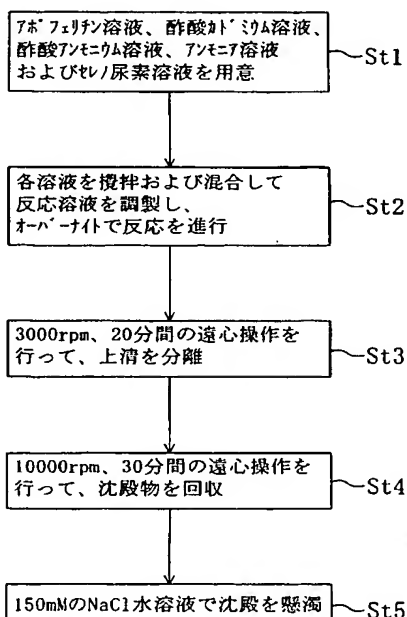 ｱﾎﾟﾌｪﾘﾁﾝ溶液、酢酸ｶﾄﾞﾐｳﾑ溶液、
酢酸ｱﾝﾓﾆｳﾑ溶液、ｱﾝﾓﾆｱ溶液
およびｾﾚﾉ尿素溶液を用意
St1
各溶液を攪拌および混合して
反応溶液を調製し、
ｵｰﾊﾞｰﾅｲﾄで反応を進行
St2
3000rpm、20分間の遠心操作を
行って、上清を分離
St3
10000rpm、30分間の遠心操作を
行って、沈殿物を回収
St4
150mMのNaCl水溶液で沈殿を懸濁
St5